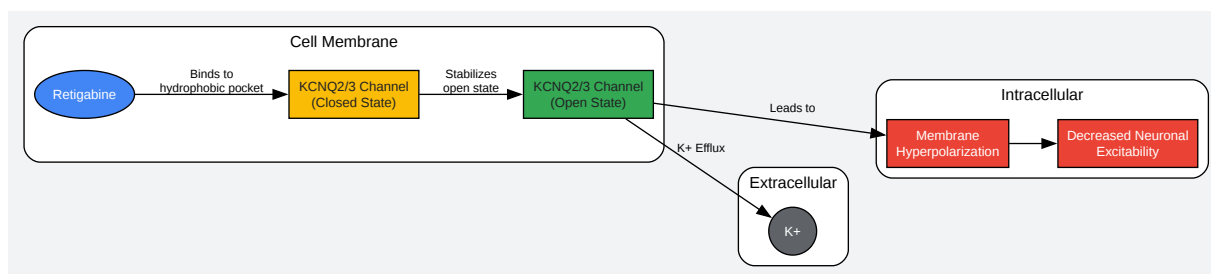 Cell Membrane
Retigabine
Binds to
hydrophobic pocket
KCNQ2/3 Channel
(Closed State)
Stabilizes
open state
KCNQ2/3 Channel
(Open State)
Leads to
K+ Efflux
Extracellular
K+
Intracellular
Membrane
Hyperpolarization
Decreased Neuronal
Excitability